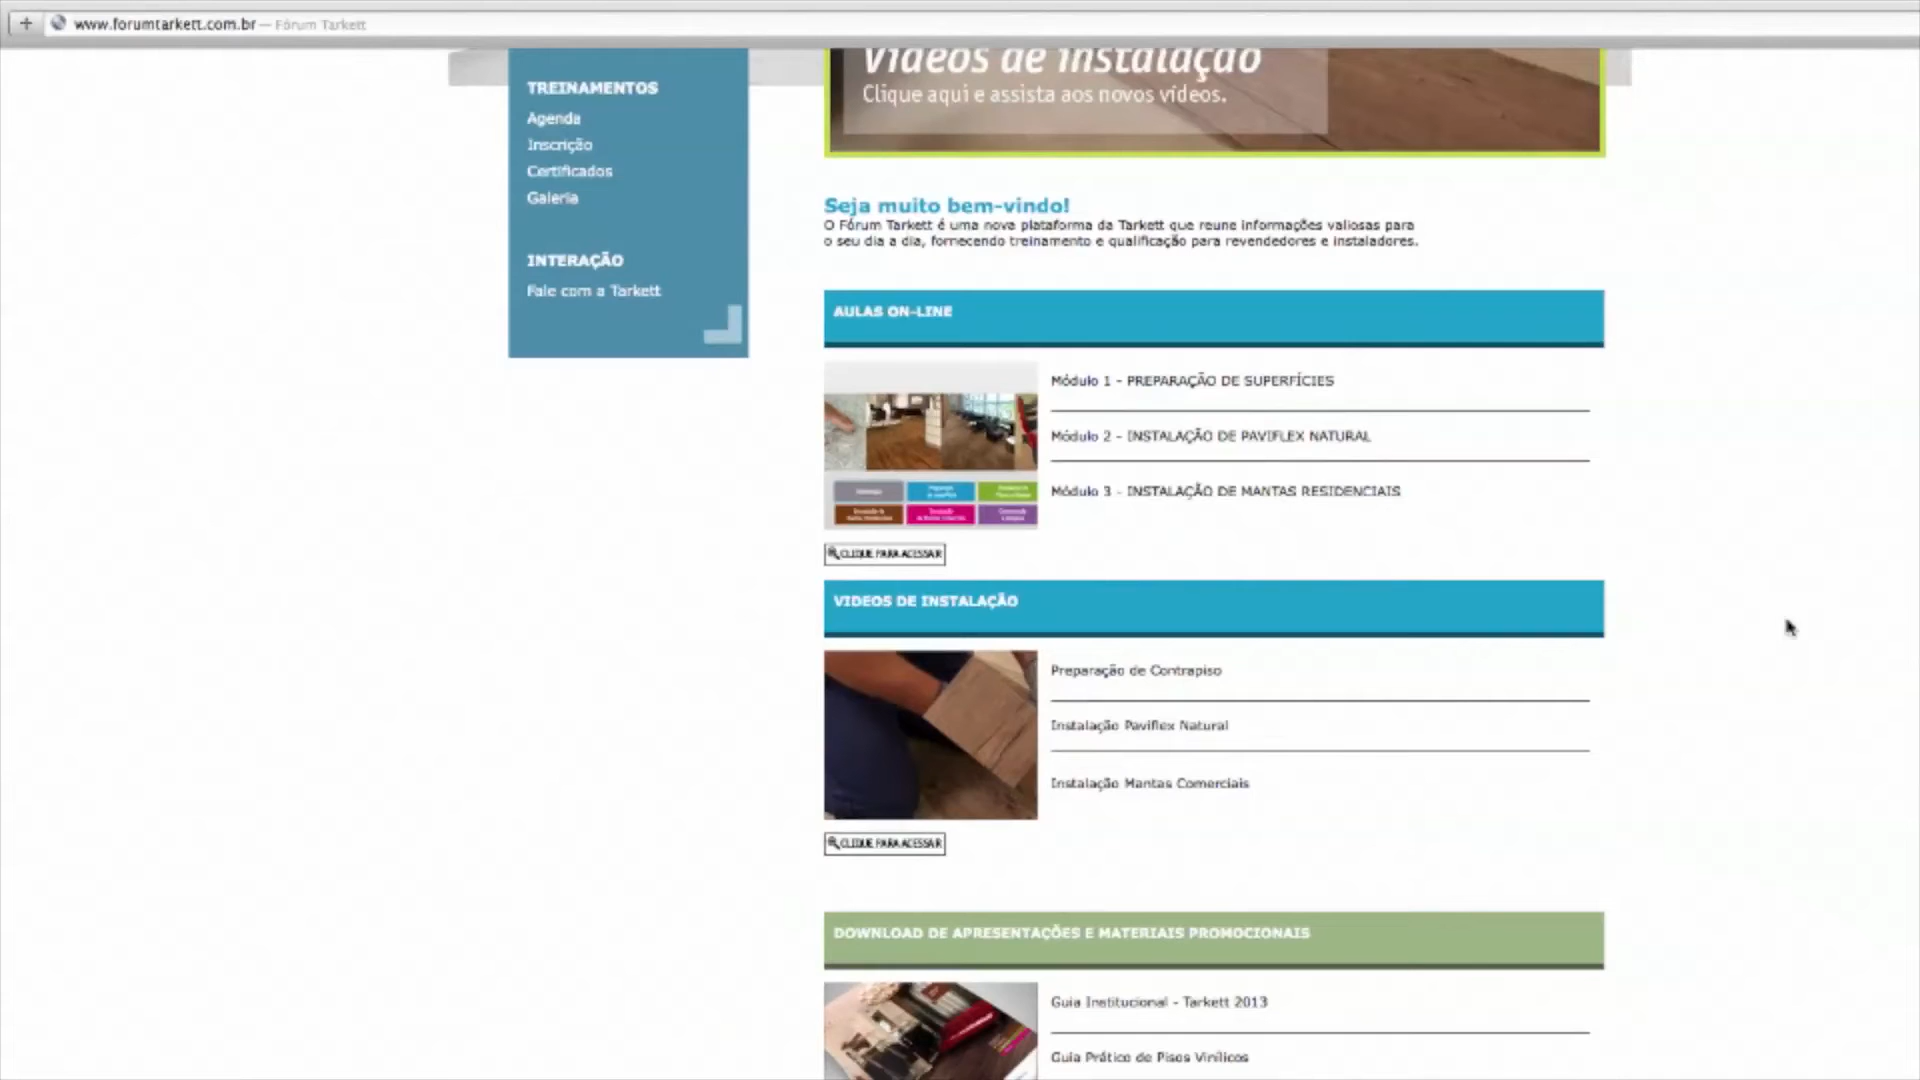 www.forumtarkett.com.br — Fórum Tarkett
Vídeos de instalação
Clique aqui e assista aos novos vídeos.
TREINAMENTOS
Agenda
Inscrição
Certificados
Galeria
INTERAÇÃO
Fale com a Tarkett
Seja muito bem-vindo!
O Fórum Tarkett é uma nova plataforma da Tarkett que reune informações valiosas para
o seu dia a dia, fornecendo treinamento e qualificação para revendedores e instaladores.
AULAS ON-LINE
Módulo 1 - PREPARAÇÃO DE SUPERFÍCIES
Módulo 2 - INSTALAÇÃO DE PAVIFLEX NATURAL
Módulo 3 - INSTALAÇÃO DE MANTAS RESIDENCIAIS
CLIQUE PARA ACESSAR
VIDEOS DE INSTALAÇÃO
Preparação de Contrapiso
Instalação Paviflex Natural
Instalação Mantas Comerciais
CLIQUE PARA ACESSAR
DOWNLOAD DE APRESENTAÇÕES E MATERIAIS PROMOCIONAIS
Guia Institucional - Tarkett 2013
Guia Prático de Pisos Vinílicos